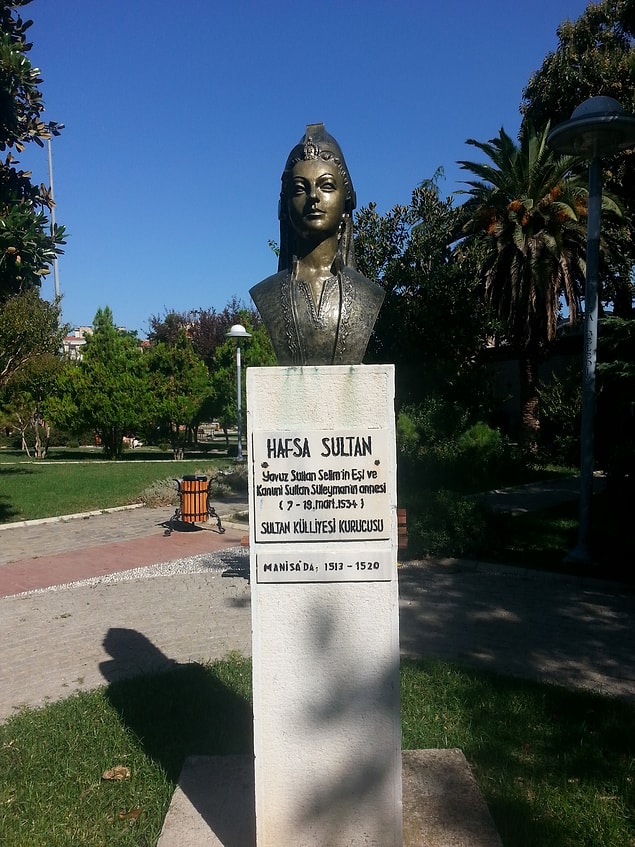 HAFSA SULTAN
Yavuz Sultan Selim'in Eşi ve
Kanuni Sultan Süleyman'ın annesi
( ? - 19.mart.1534 )
SULTAN KÜLLİYESİ KURUCUSU
MANİSA'DA; 1513 - 1520